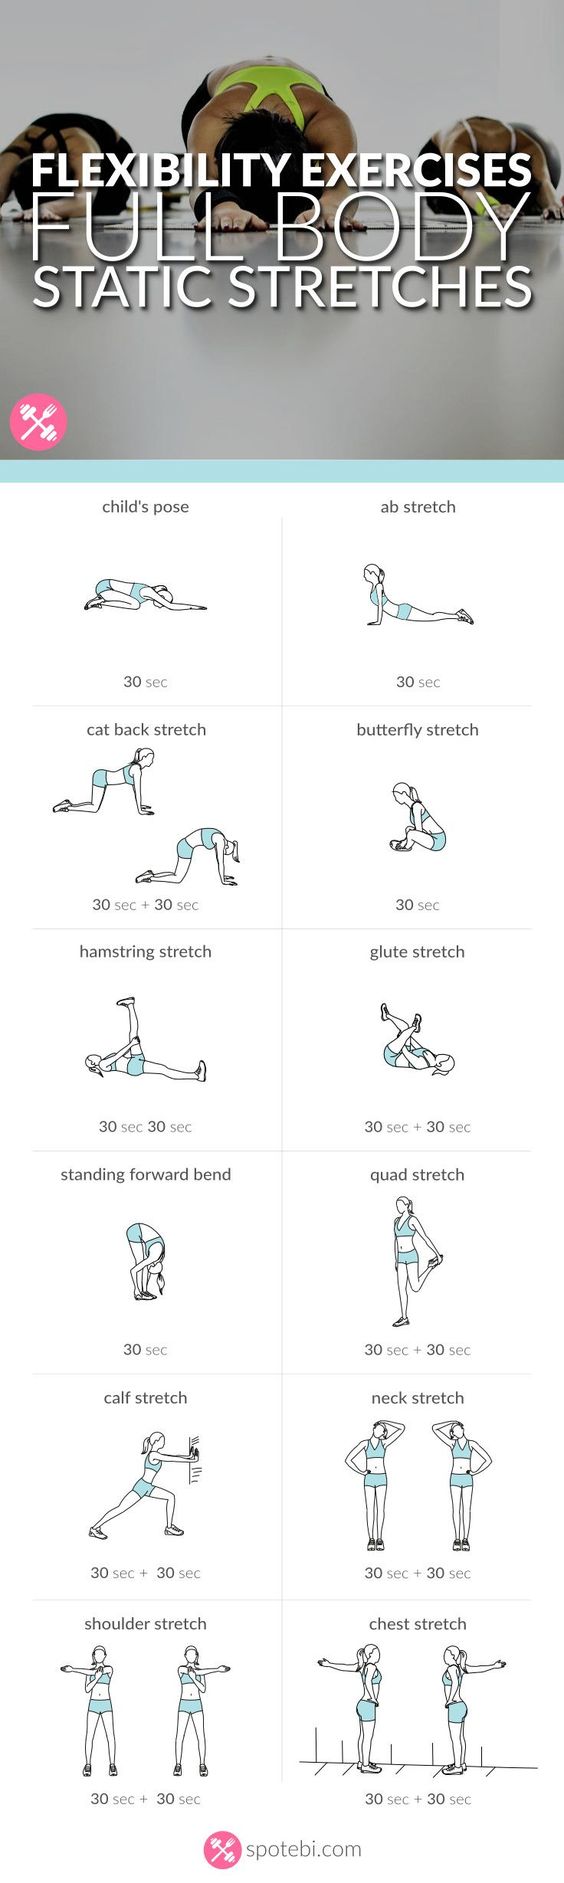 FLEXIBILITY EXERCISES
FULL BODY
STATIC STRETCHES
child's pose
30 sec
ab stretch
30 sec
cat back stretch
30 sec + 30 sec
butterfly stretch
30 sec
hamstring stretch
30 sec 30 sec
glute stretch
30 sec + 30 sec
standing forward bend
30 sec
quad stretch
30 sec + 30 sec
calf stretch
30 sec + 30 sec
neck stretch
30 sec + 30 sec
shoulder stretch
30 sec + 30 sec
chest stretch
30 sec + 30 sec
spotebi.com